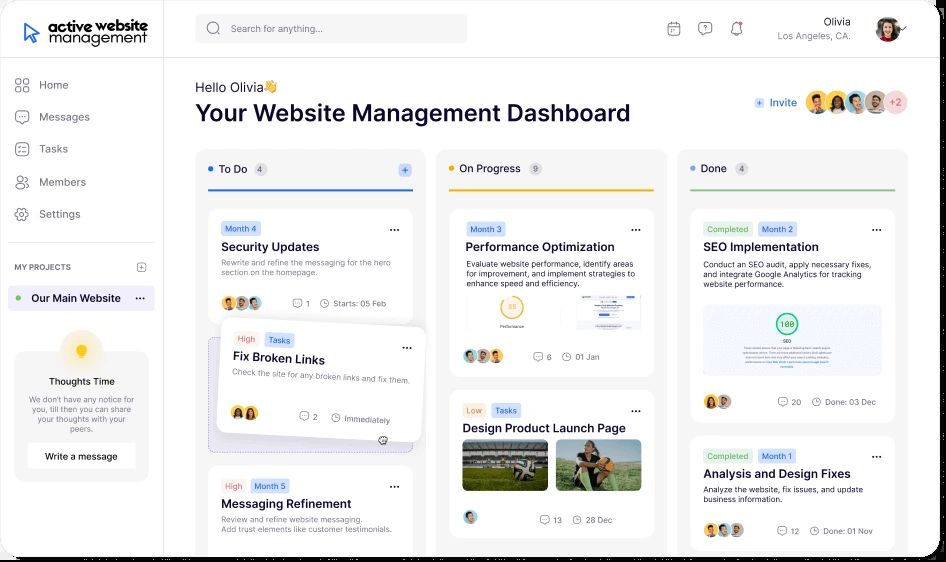 active website
management
Search for anything...
Olivia
Los Angeles, CA.
Home
Messages
Tasks
Members
Settings
MY PROJECTS
Our Main Website
Thoughts Time
We don't have any notice for
you, till then you can share
your thoughts with your
peers.
Write a message
Hello Olivia👋
Your Website Management Dashboard
+ Invite
+2
To Do 4
Month 4
Security Updates
Rewrite and refine the messaging for the hero
section on the homepage.
1 Starts: 05 Feb
High Tasks
Fix Broken Links
Check the site for any broken links and fix them.
2 Immediately
High Month 5
Messaging Refinement
Review and refine website messaging.
Add trust elements like customer testimonials.
On Progress 9
Month 3
Performance Optimization
Evaluate website performance, identify areas
for improvement, and implement strategies to
enhance speed and efficiency.
85
Performance
6 01 Jan
Low Tasks
Design Product Launch Page
13 28 Dec
Done 4
Completed Month 2
SEO Implementation
Conduct an SEO audit, apply necessary fixes,
and integrate Google Analytics for tracking
website performance.
100
SEO
20 Done: 03 Dec
Completed Month 1
Analysis and Design Fixes
Analyze the website, fix issues, and update
business information.
12 Done: 01 Nov